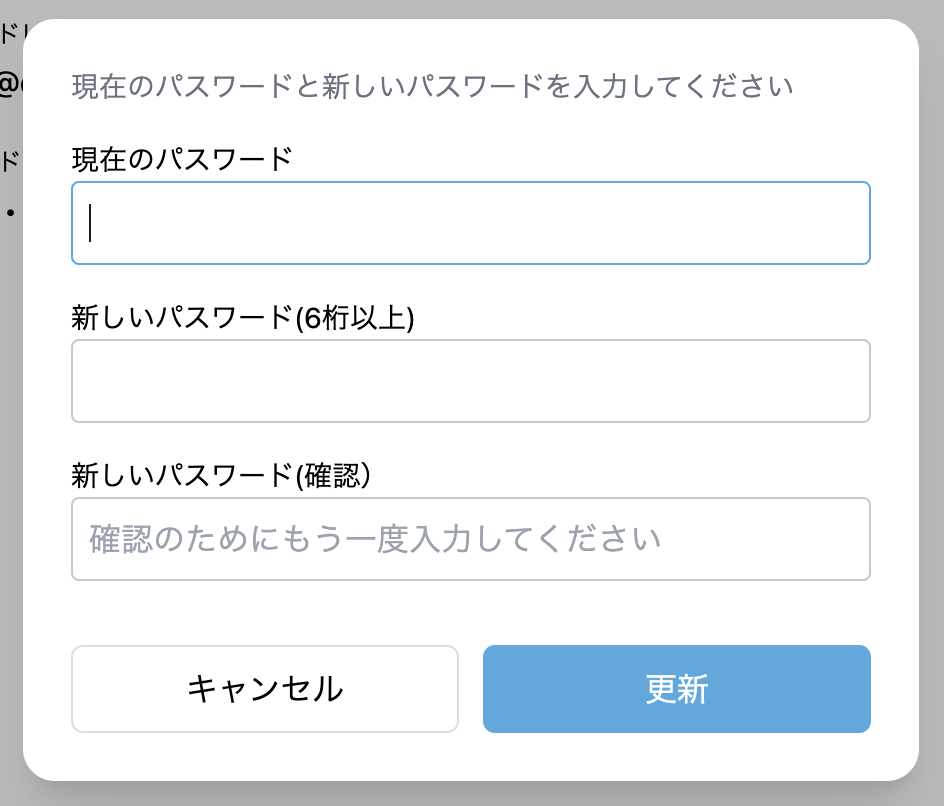 現在のパスワードと新しいパスワードを入力してください
現在のパスワード
新しいパスワード(6桁以上)
新しいパスワード(確認）
確認のためにもう一度入力してください
キャンセル
更新